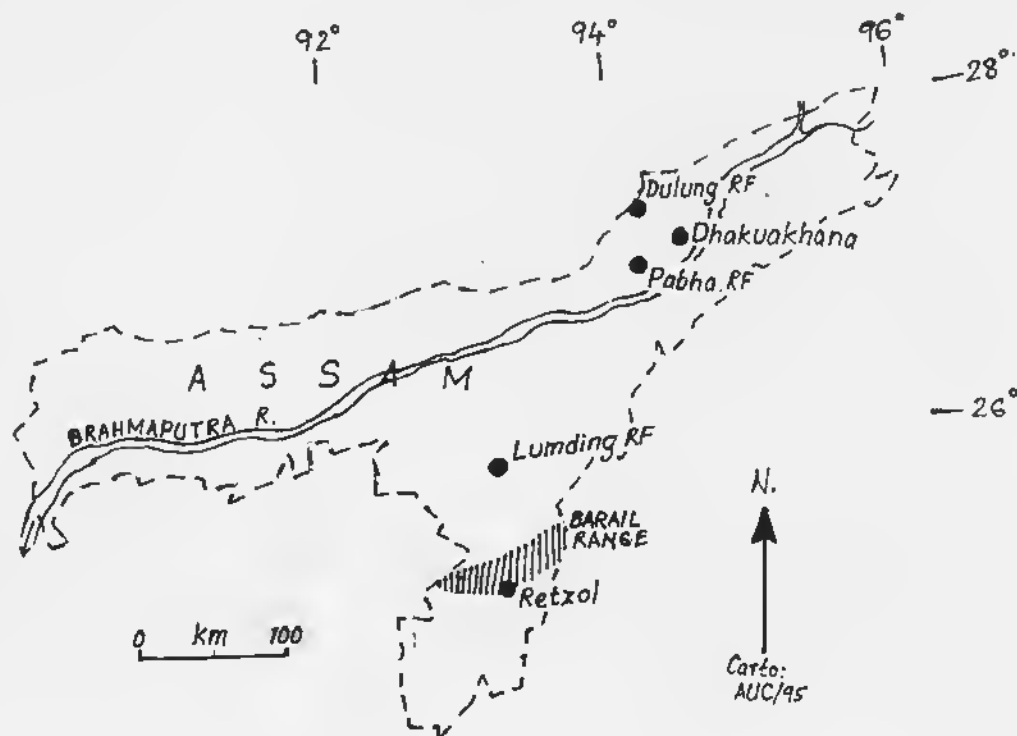 92° 94° 96°
28°
Dulung RF
Dhakuakhana
Pabha RF
ASSAM
26°
BRAHMAPUTRA R.
Lumding RF
N.
BARAIL
RANGE
Retzol
0 km 100
Carto:
AUC/95